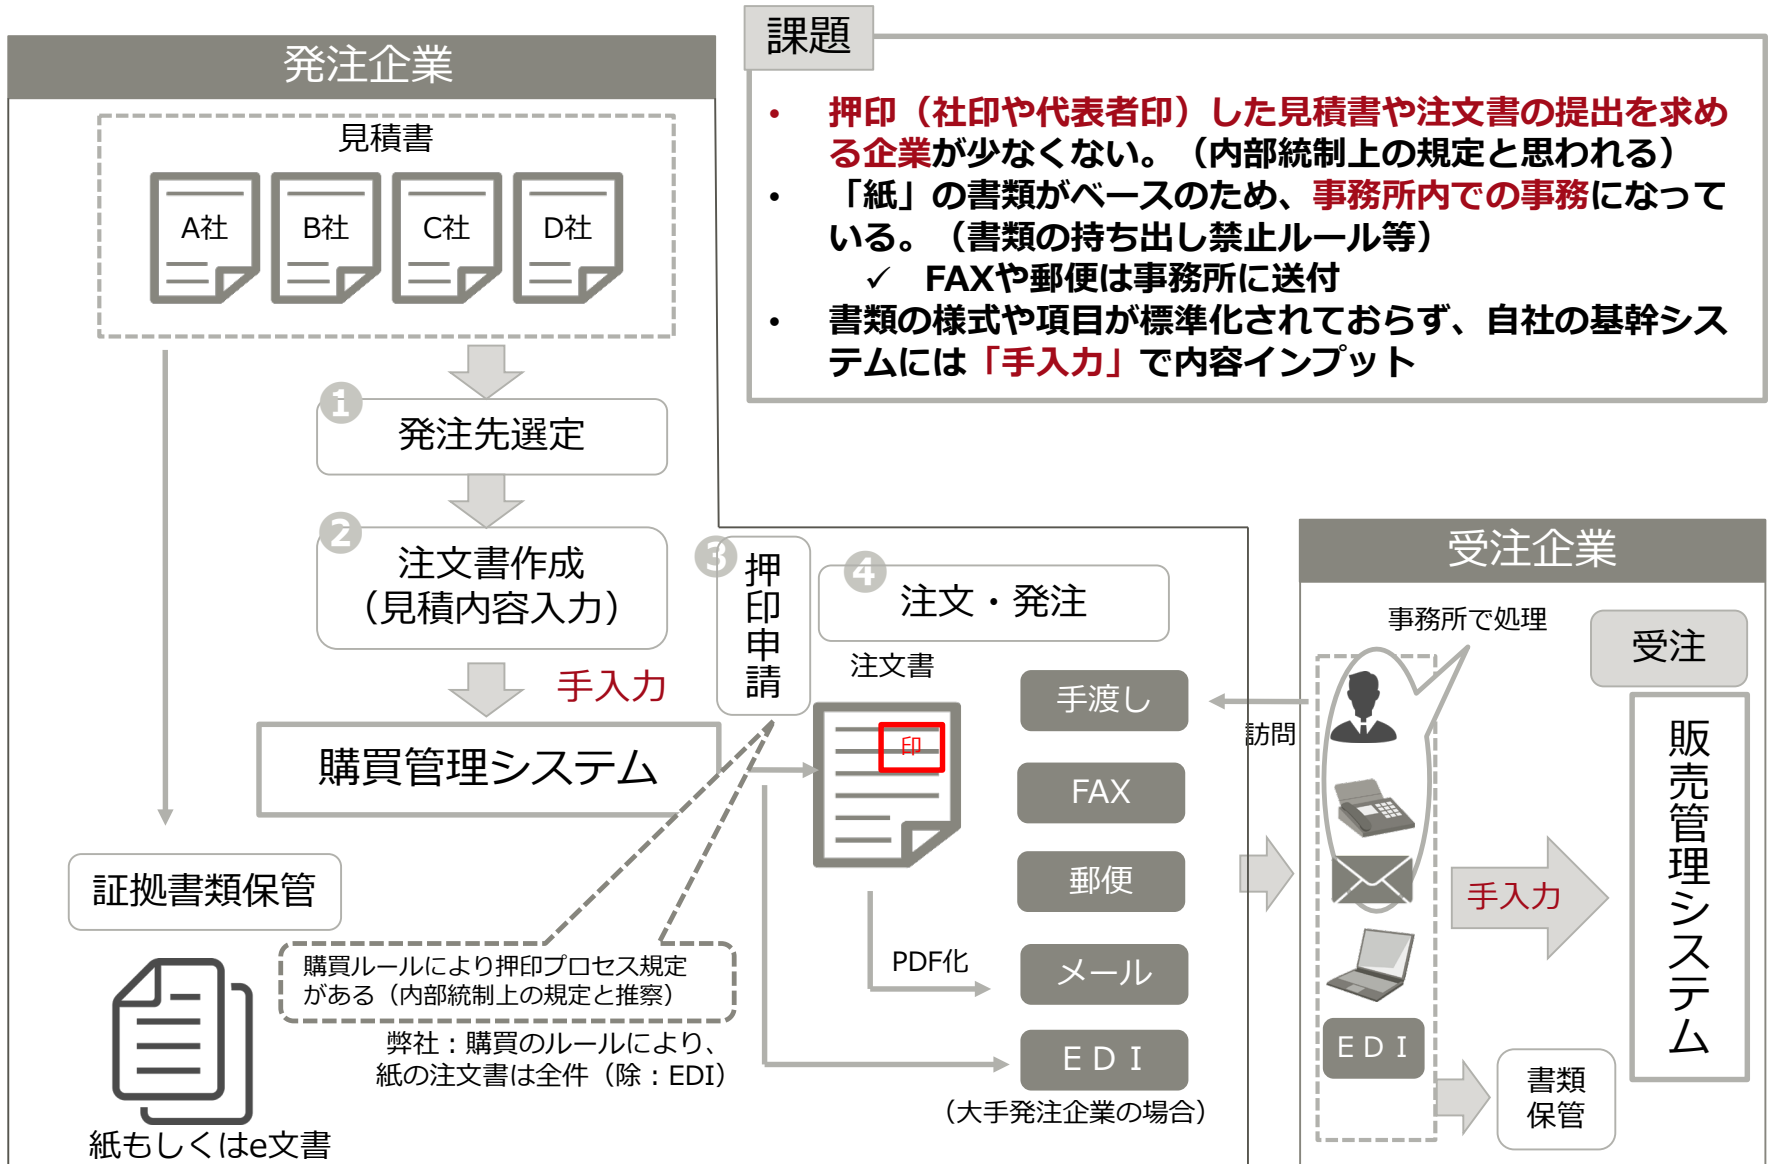 課題
• 押印（社印や代表者印）した見積書や注文書の提出を求め
る企業が少なくない。（内部統制上の規定と思われる）
• 「紙」の書類がベースのため、事務所内での事務になって
いる。（書類の持ち出し禁止ルール等）
✓ FAXや郵便は事務所に送付
• 書類の様式や項目が標準化されておらず、自社の基幹シス
テムには「手入力」で内容インプット
発注企業
見積書
A社
B社
C社
D社
1
発注先選定
2
注文書作成
（見積内容入力）
手入力
購買管理システム
証拠書類保管
紙もしくはe文書
3
押印申請
購買ルールにより押印プロセス規定
がある（内部統制上の規定と推察）
弊社：購買のルールにより、
紙の注文書は全件（除：EDI）
4
注文・発注
注文書
印
PDF化
手渡し
FAX
郵便
メール
ＥＤＩ
（大手発注企業の場合）
訪問
受注企業
事務所で処理
受注
手入力
販売管理システム
ＥＤＩ
書類
保管